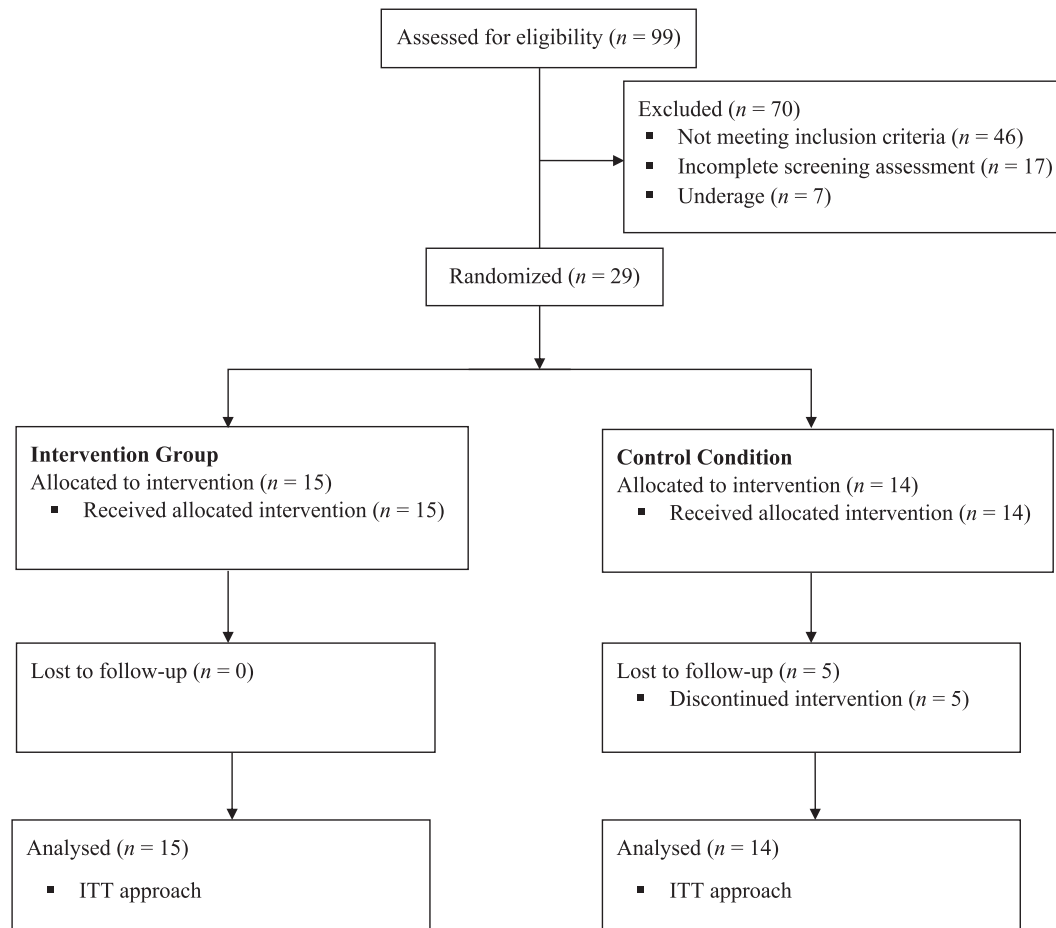 Assessed for eligibility (n = 99)
Excluded (n = 70)
▪ Not meeting inclusion criteria (n = 46)
▪ Incomplete screening assessment (n = 17)
▪ Underage (n = 7)
Randomized (n = 29)
Intervention Group
Allocated to intervention (n = 15)
▪ Received allocated intervention (n = 15)
Control Condition
Allocated to intervention (n = 14)
▪ Received allocated intervention (n = 14)
Lost to follow-up (n = 0)
Lost to follow-up (n = 5)
▪ Discontinued intervention (n = 5)
Analysed (n = 15)
▪ ITT approach
Analysed (n = 14)
▪ ITT approach